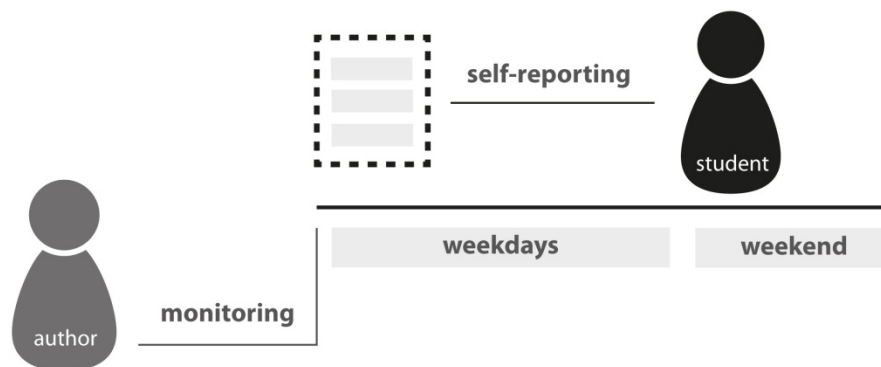 self-reporting
student
weekdays
weekend
monitoring
author